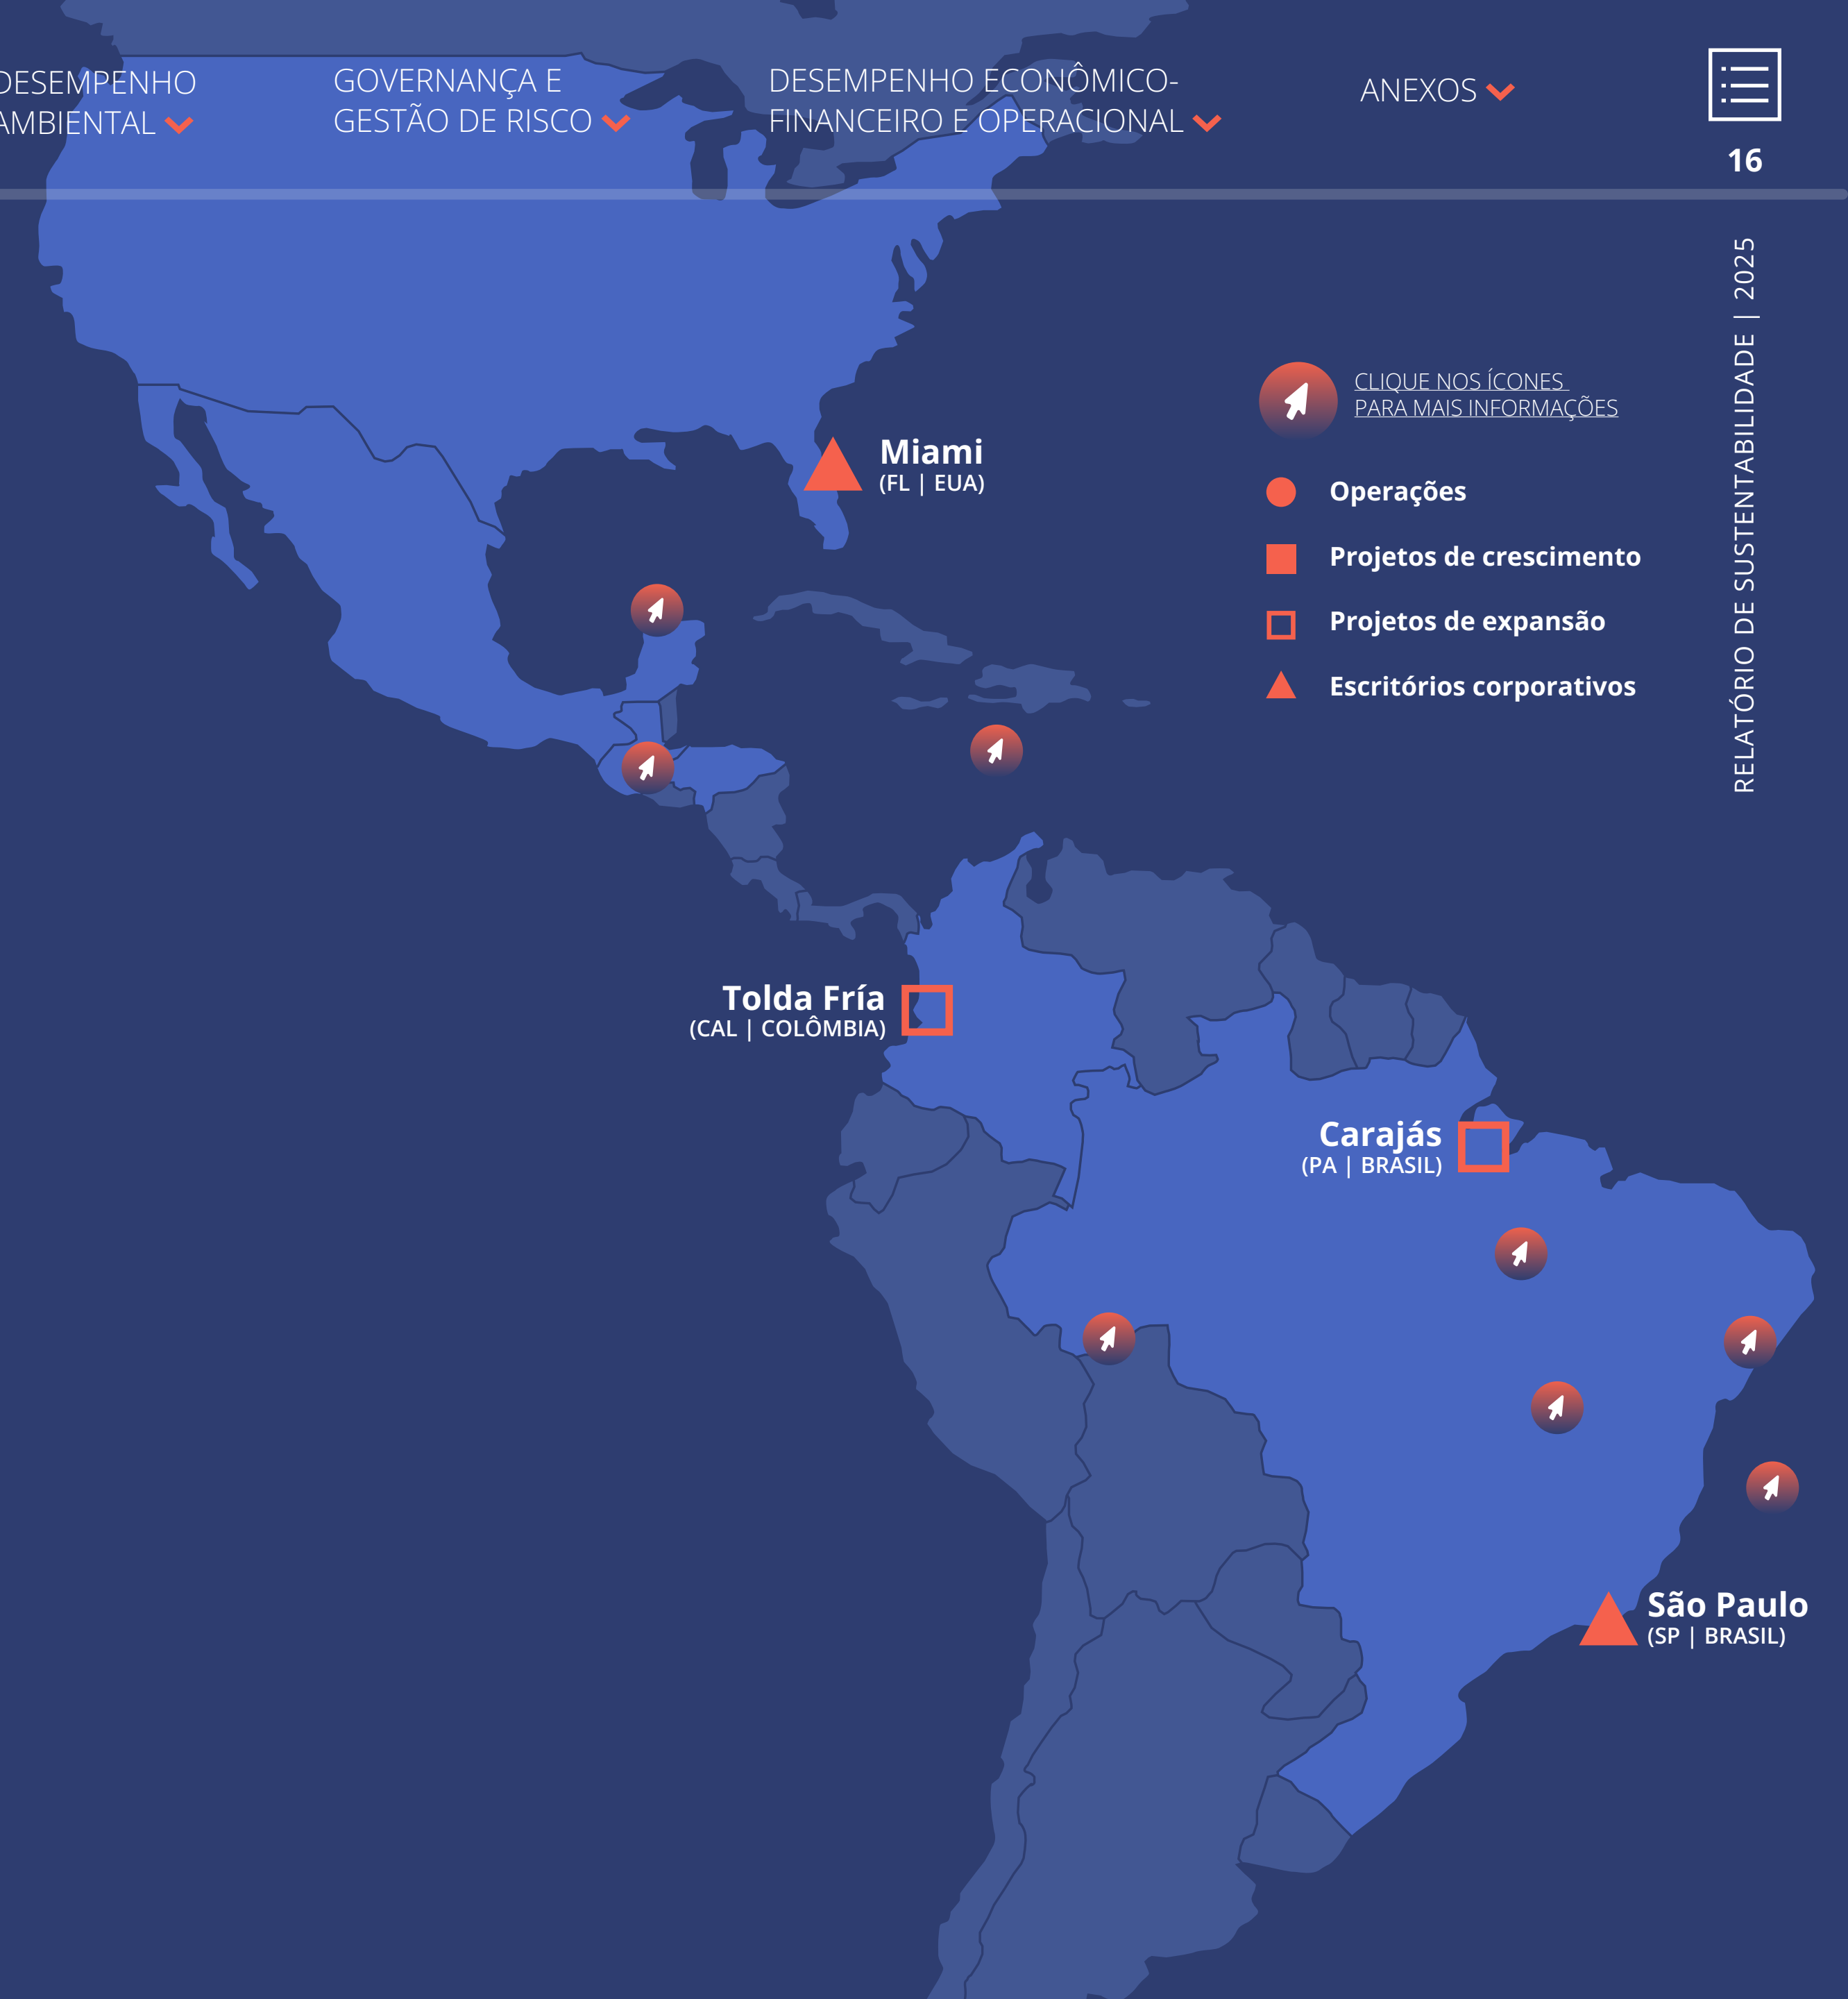 DESEMPENHO
AMBIENTAL
GOVERNANÇA E
GESTÃO DE RISCO
DESEMPENHO ECONÔMICO-
FINANCEIRO E OPERACIONAL
ANEXOS
16
RELATÓRIO DE SUSTENTABILIDADE | 2025
CLIQUE NOS ÍCONES
PARA MAIS INFORMAÇÕES
Operações
Projetos de crescimento
Projetos de expansão
Escritórios corporativos
Miami
(FL | EUA)
Tolda Fría
(CAL | COLÔMBIA)
Carajás
(PA | BRASIL)
São Paulo
(SP | BRASIL)